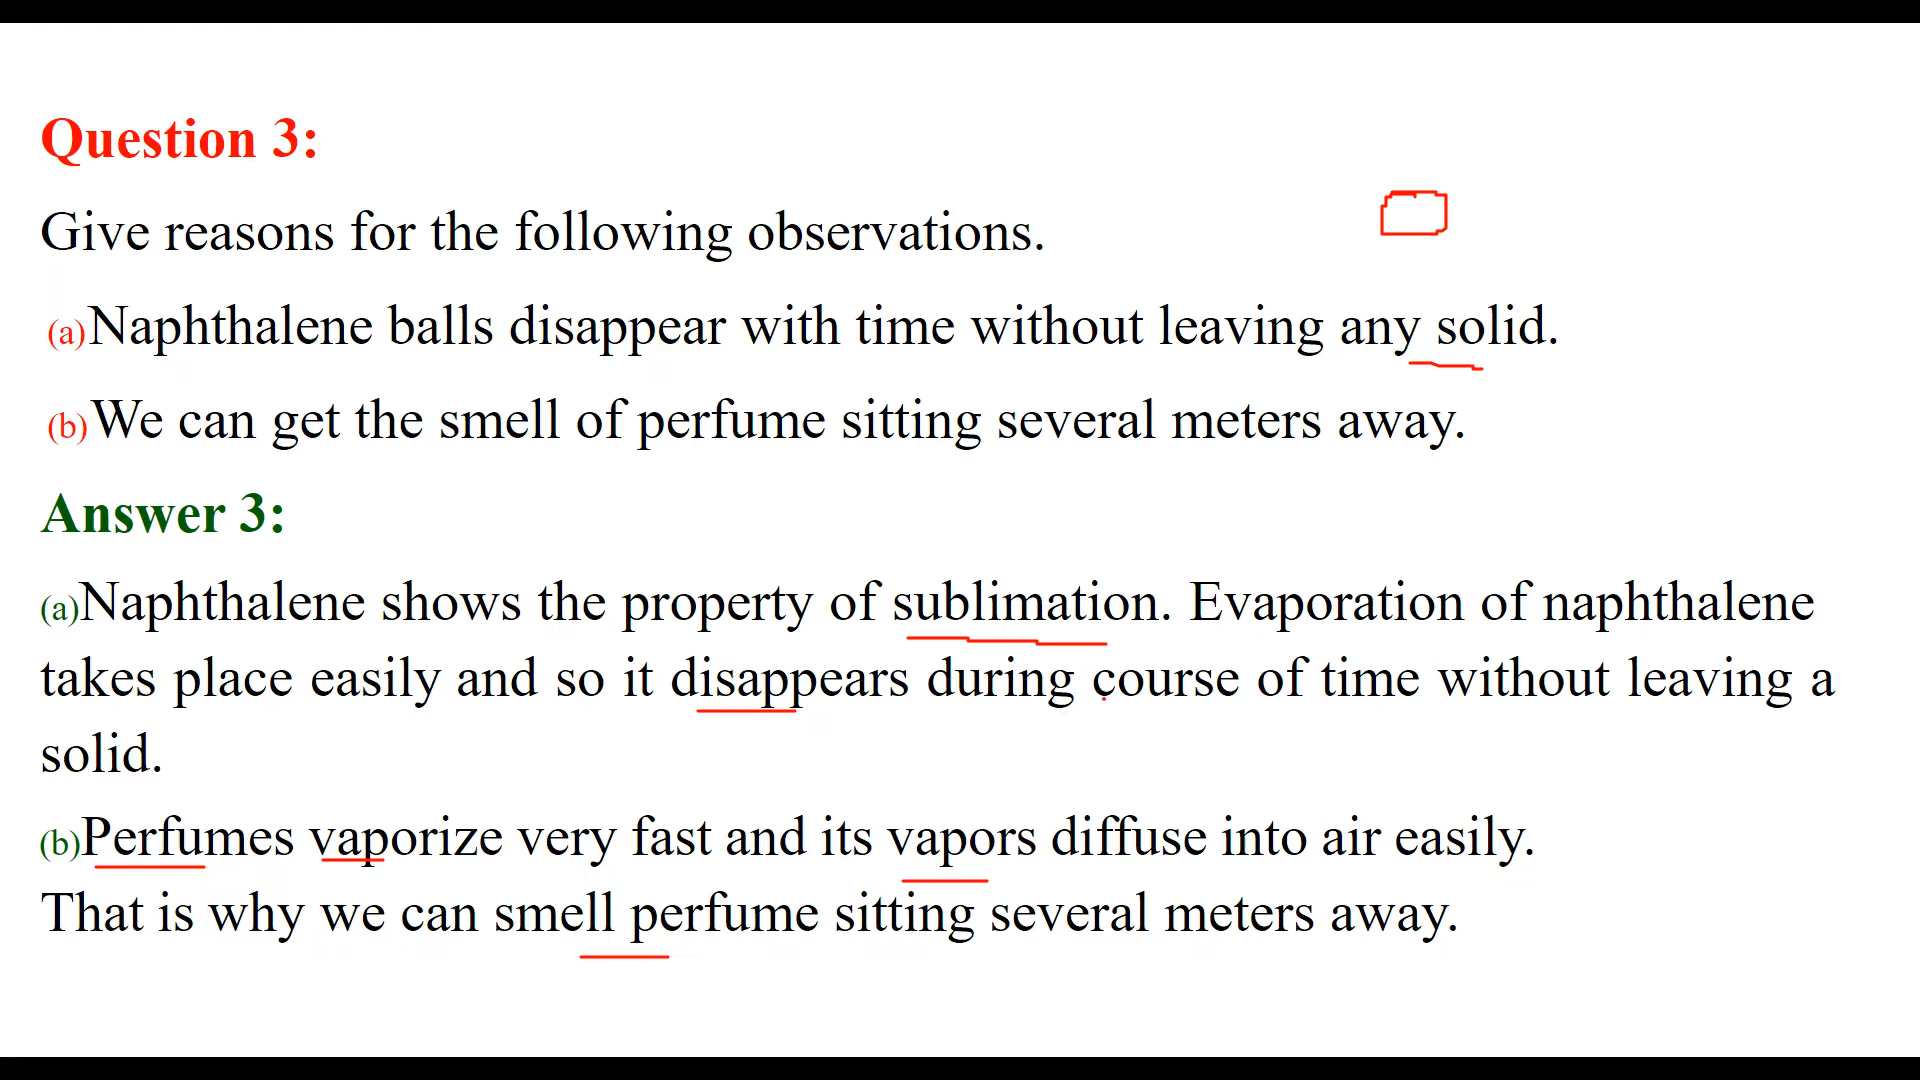 Question 3:
Give reasons for the following observations.
(a)Naphthalene balls disappear with time without leaving any solid.
(b)We can get the smell of perfume sitting several meters away.
Answer 3:
(a)Naphthalene shows the property of sublimation. Evaporation of naphthalene
takes place easily and so it disappears during course of time without leaving a
solid.
(b)Perfumes vaporize very fast and its vapors diffuse into air easily.
That is why we can smell perfume sitting several meters away.